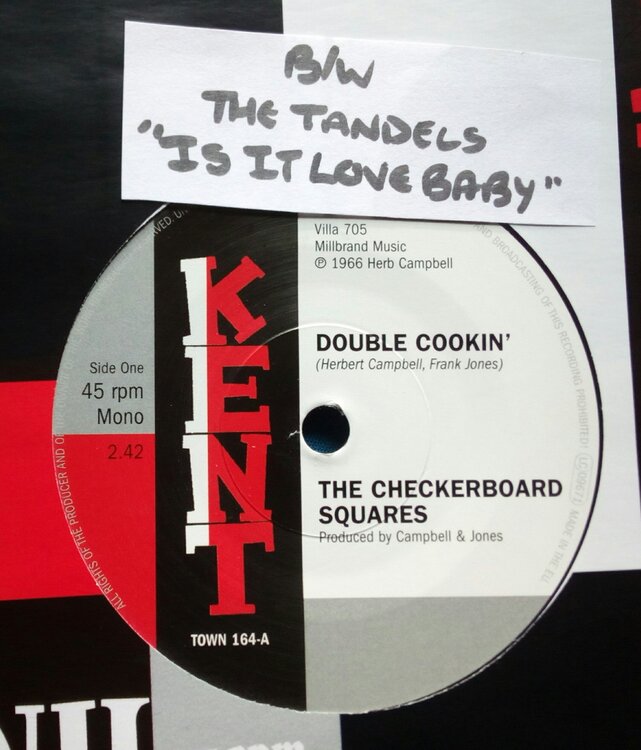 B/W
THE TANDELS
"IS IT LOVE BABY"
Villa 705
Millbrand Music
℗ 1966 Herb Campbell
KENT
DOUBLE COOKIN'
(Herbert Campbell, Frank Jones)
Side One
45 rpm
Mono
2.42
THE CHECKERBOARD
SQUARES
Produced by Campbell & Jones
TOWN 164-A
ALL RIGHTS OF THE PRODUCER AND
AND BROADCASTING OF THIS RECORDING PROHIBITED LC 09671 MADE IN THE EU